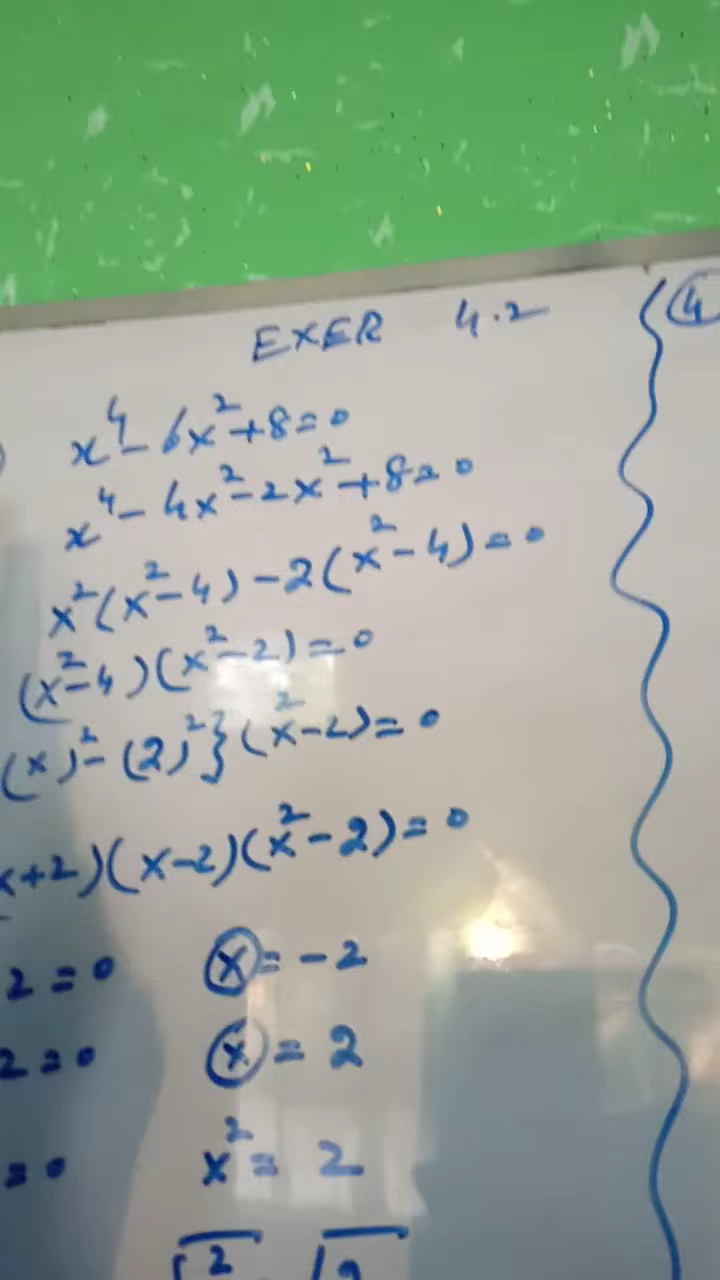 EXER 4.2
4
x⁴ - 6x² + 8 = 0
x⁴ - 4x² - 2x² + 8 = 0
x²(x² - 4) - 2(x² - 4) = 0
(x² - 4)(x² - 2) = 0
(x)² - (2)²}(x² - 2) = 0
x+2)(x-2)(x² - 2) = 0
2 = 0 x = -2
2 = 0 x = 2
= 0 x² = 2